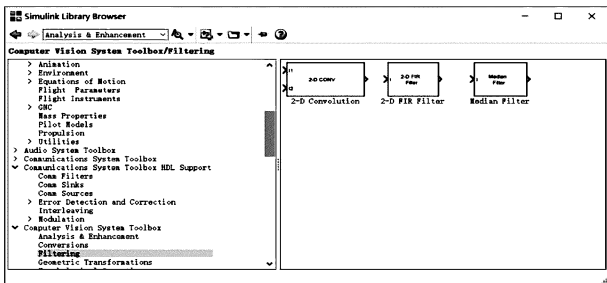 Simulink Library Browser
Analysis & Enhancement
Computer Vision System Toolbox/Filtering
> Animation
> Environment
> Equations of Motion
Flight Parameters
Flight Instruments
> GNC
Mass Properties
Pilot Models
Propulsion
> Utilities
> Audio System Toolbox
> Communications System Toolbox
Communications System Toolbox HDL Support
Comm Filters
Comm Sinks
Comm Sources
> Error Detection and Correction
Interleaving
> Modulation
Computer Vision System Toolbox
Analysis & Enhancement
Conversions
Filtering
Geometric Transformations
I1
I2
2-D CONV
2-D Convolution
I
2-D FIR
Filter
2-D FIR Filter
I
Median
Filter
Median Filter